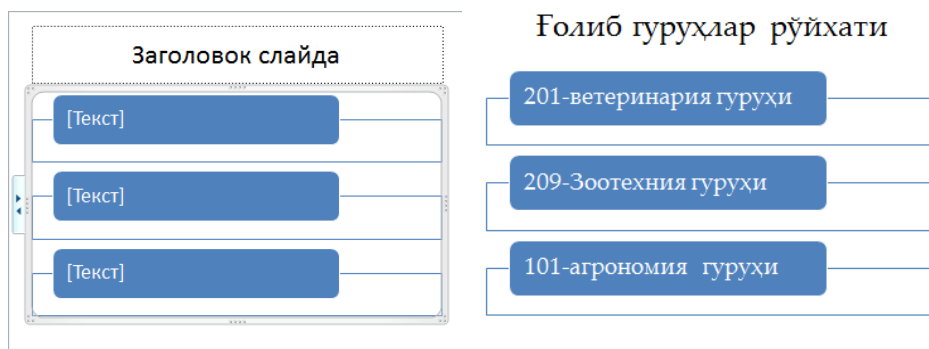 Заголовок слайда
[Текст]
[Текст]
[Текст]
Ғолиб гуруҳлар рўйхати
201-ветеринария гуруҳи
209-Зоотехния гуруҳи
101-агрономия гуруҳи